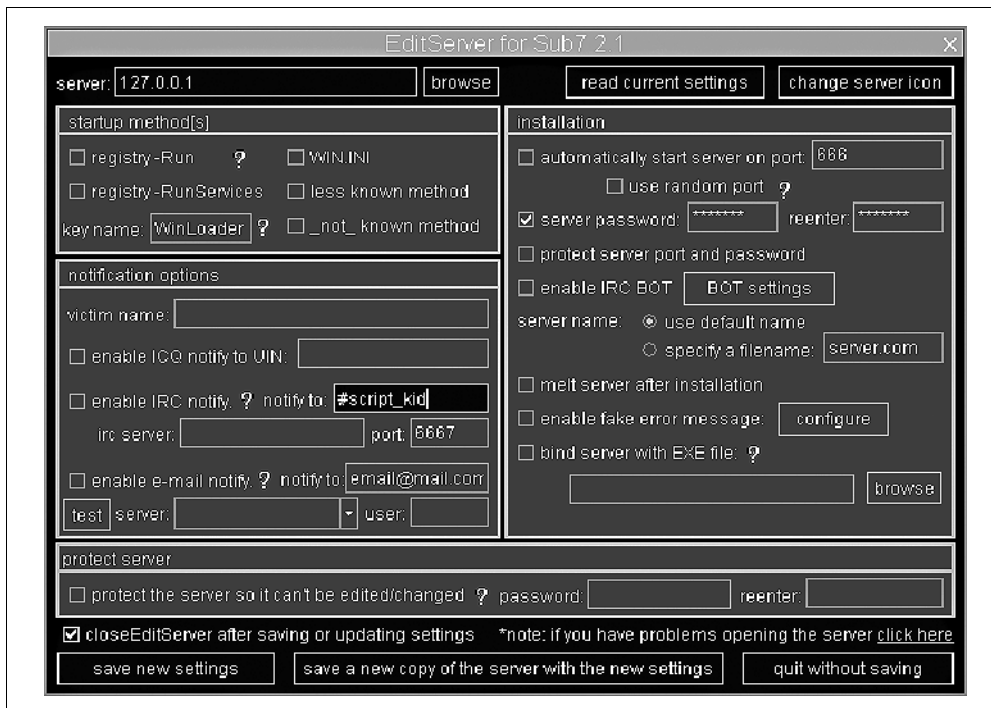 EditServer for Sub7 2.1 X
server: 127.0.0.1 browse read current settings change server icon
startup method[s]
registry-Run ? WIN.INI
registry-RunServices less known method
key name: WinLoader ? _not_ known method
notification options
victim name:
enable ICQ notify to UIN:
enable IRC notify. ? notify to: #script_kid
irc server: port: 6667
enable e-mail notify. ? notify to: email@mail.com
test server: user:
installation
automatically start server on port: 666
use random port ?
server password: ******* reenter: *******
protect server port and password
enable IRC BOT BOT settings
server name: use default name
specify a filename: server.com
melt server after installation
enable fake error message: configure
bind server with EXE file: ?
browse
protect server
protect the server so it can't be edited/changed ? password: reenter:
closeEditServer after saving or updating settings *note: if you have problems opening the server click here
save new settings save a new copy of the server with the new settings quit without saving